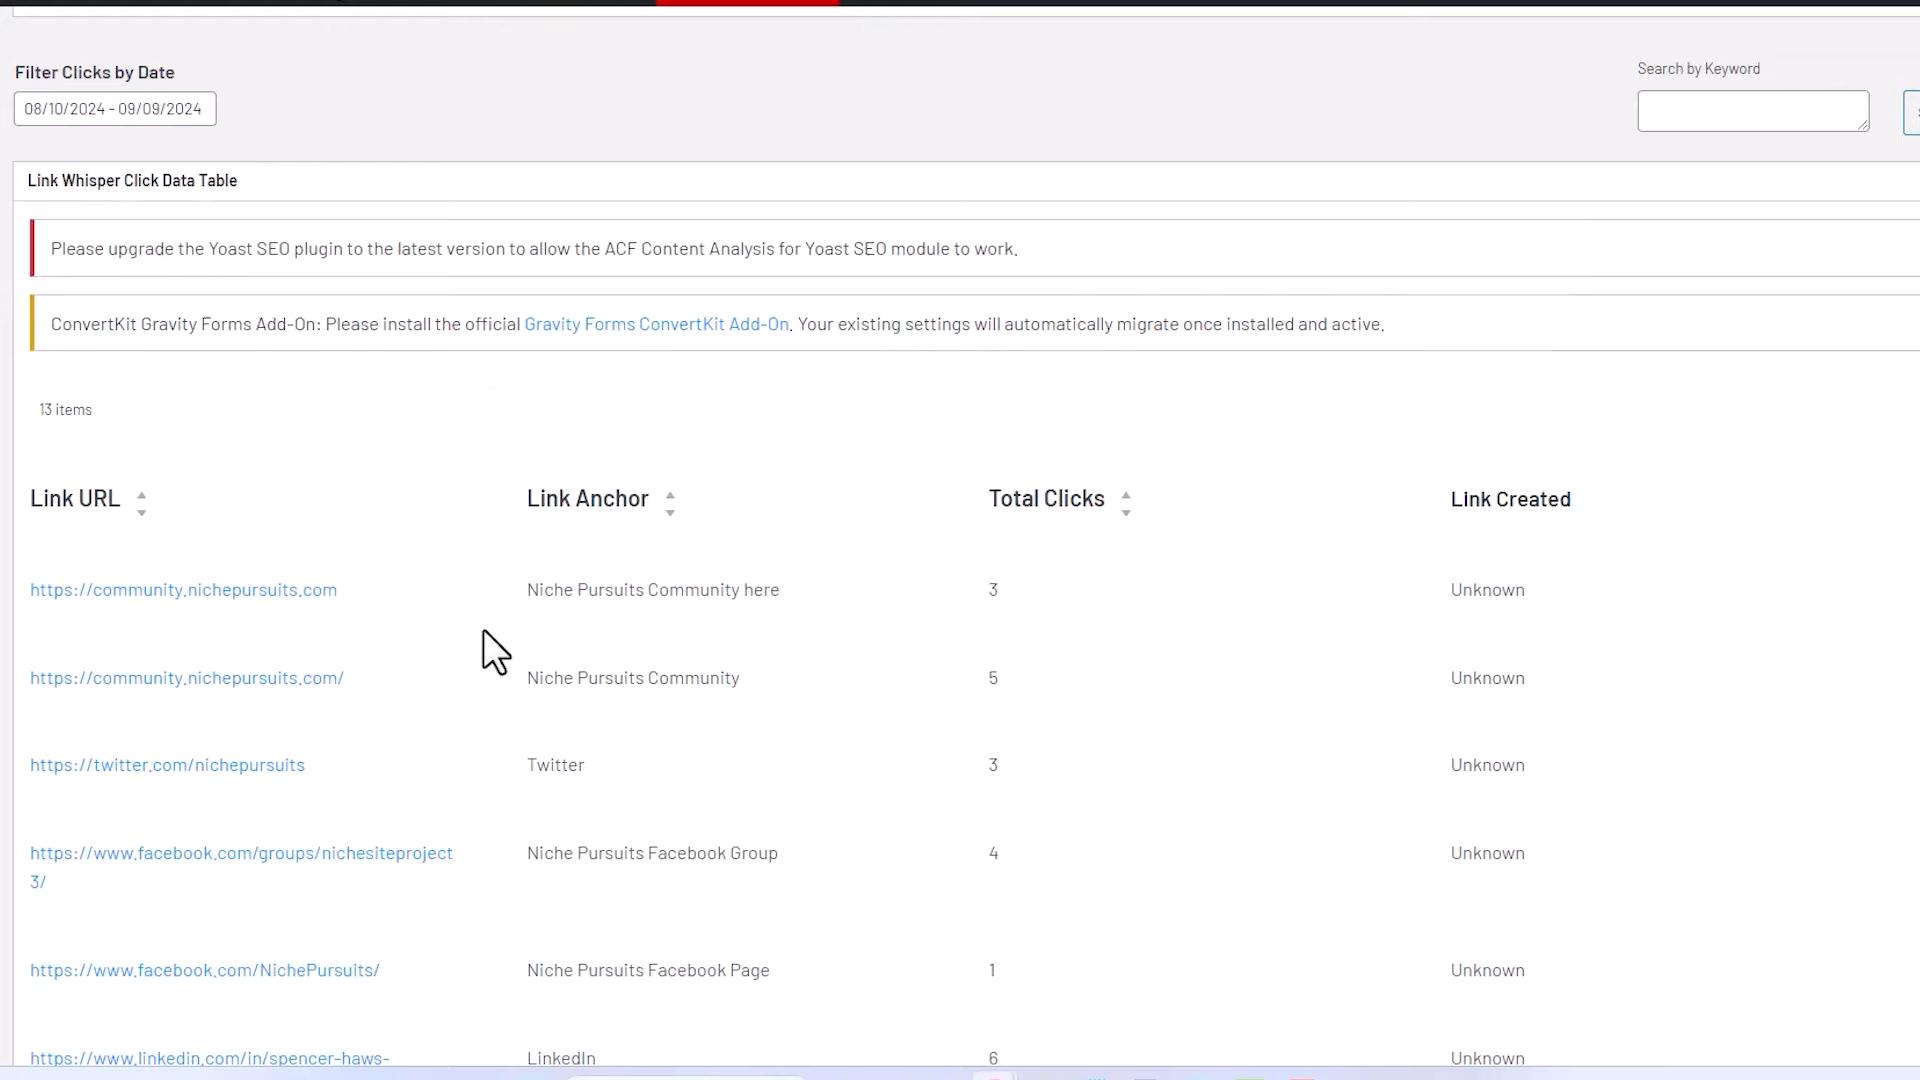 Filter Clicks by Date
Search by Keyword
08/10/2024 - 09/09/2024
Link Whisper Click Data Table
Please upgrade the Yoast SEO plugin to the latest version to allow the ACF Content Analysis for Yoast SEO module to work.
ConvertKit Gravity Forms Add-On: Please install the official Gravity Forms ConvertKit Add-On. Your existing settings will automatically migrate once installed and active.
13 items
Link URL Link Anchor Total Clicks Link Created
https://community.nichepursuits.com Niche Pursuits Community here 3 Unknown
https://community.nichepursuits.com/ Niche Pursuits Community 5 Unknown
https://twitter.com/nichepursuits Twitter 3 Unknown
https://www.facebook.com/groups/nichesiteproject Niche Pursuits Facebook Group 4 Unknown
3/
https://www.facebook.com/NichePursuits/ Niche Pursuits Facebook Page 1 Unknown
https://www.linkedin.com/in/spencer-haws- LinkedIn 6 Unknown